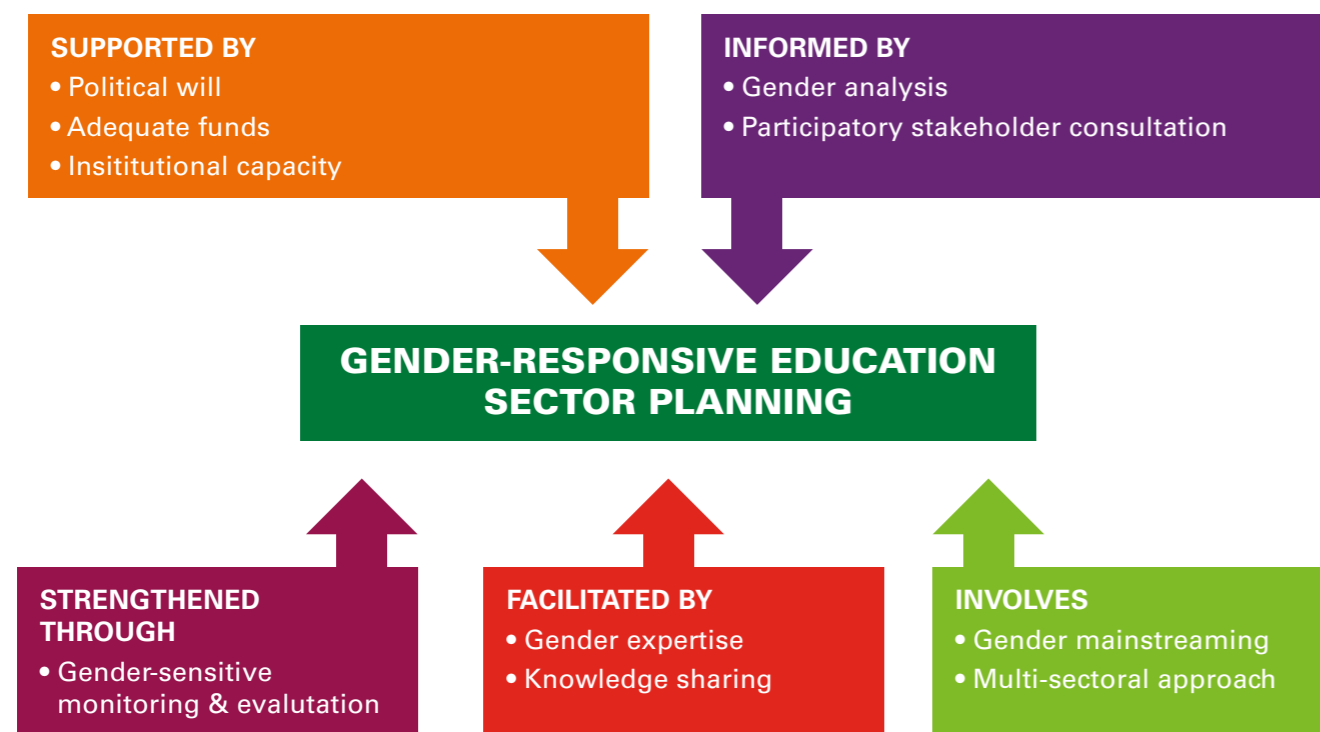 SUPPORTED BY
• Political will
• Adequate funds
• Insititutional capacity
INFORMED BY
• Gender analysis
• Participatory stakeholder consultation
GENDER-RESPONSIVE EDUCATION
SECTOR PLANNING
STRENGTHENED
THROUGH
• Gender-sensitive
monitoring & evalutation
FACILITATED BY
• Gender expertise
• Knowledge sharing
INVOLVES
• Gender mainstreaming
• Multi-sectoral approach